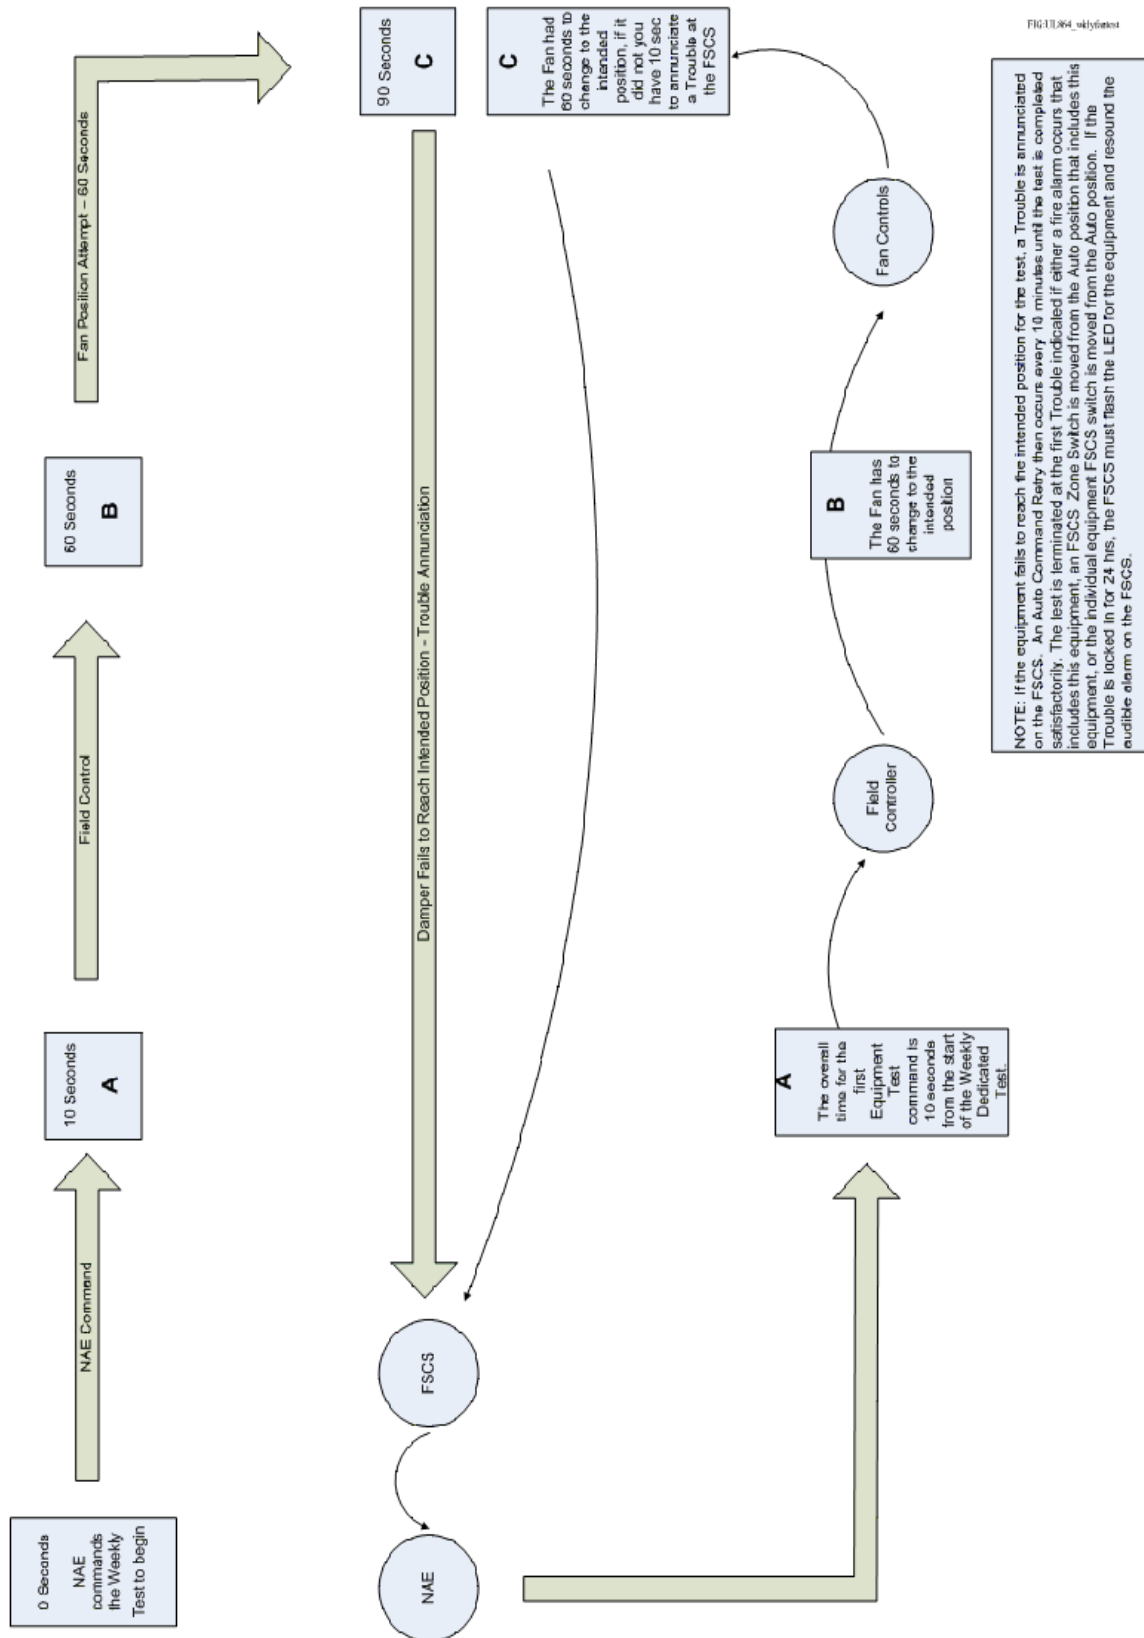 0 Seconds
NAE
commands
the Weekly
Test to begin
NAE Command
10 Seconds
A
Field Control
60 Seconds
B
Fan Position Attempt – 60 Seconds
90 Seconds
C
Damper Fails to Reach Intended Position - Trouble Annunciation
C
The Fan had
60 seconds to
change to the
intended
position, if it
did not you
have 10 sec
to annunciate
a Trouble at
the FSCS
NAE
FSCS
A
The overall
time for the
first
Equipment
Test
command is
10 seconds
from the start
of the Weekly
Dedicated
Test.
Field
Controller
B
The Fan has
60 seconds to
change to the
intended
position
Fan Controls
NOTE: If the equipment fails to reach the intended position for the test, a Trouble is annunciated
on the FSCS. An Auto Command Retry then occurs every 10 minutes until the test is completed
satisfactorily. The test is terminated at the first Trouble indicated if either a fire alarm occurs that
includes this equipment, an FSCS Zone Switch is moved from the Auto position that includes this
equipment, or the individual equipment FSCS switch is moved from the Auto position. If the
Trouble is locked in for 24 hrs, the FSCS must flash the LED for the equipment and resound the
audible alarm on the FSCS.
FIG:UL864_wklyfantest